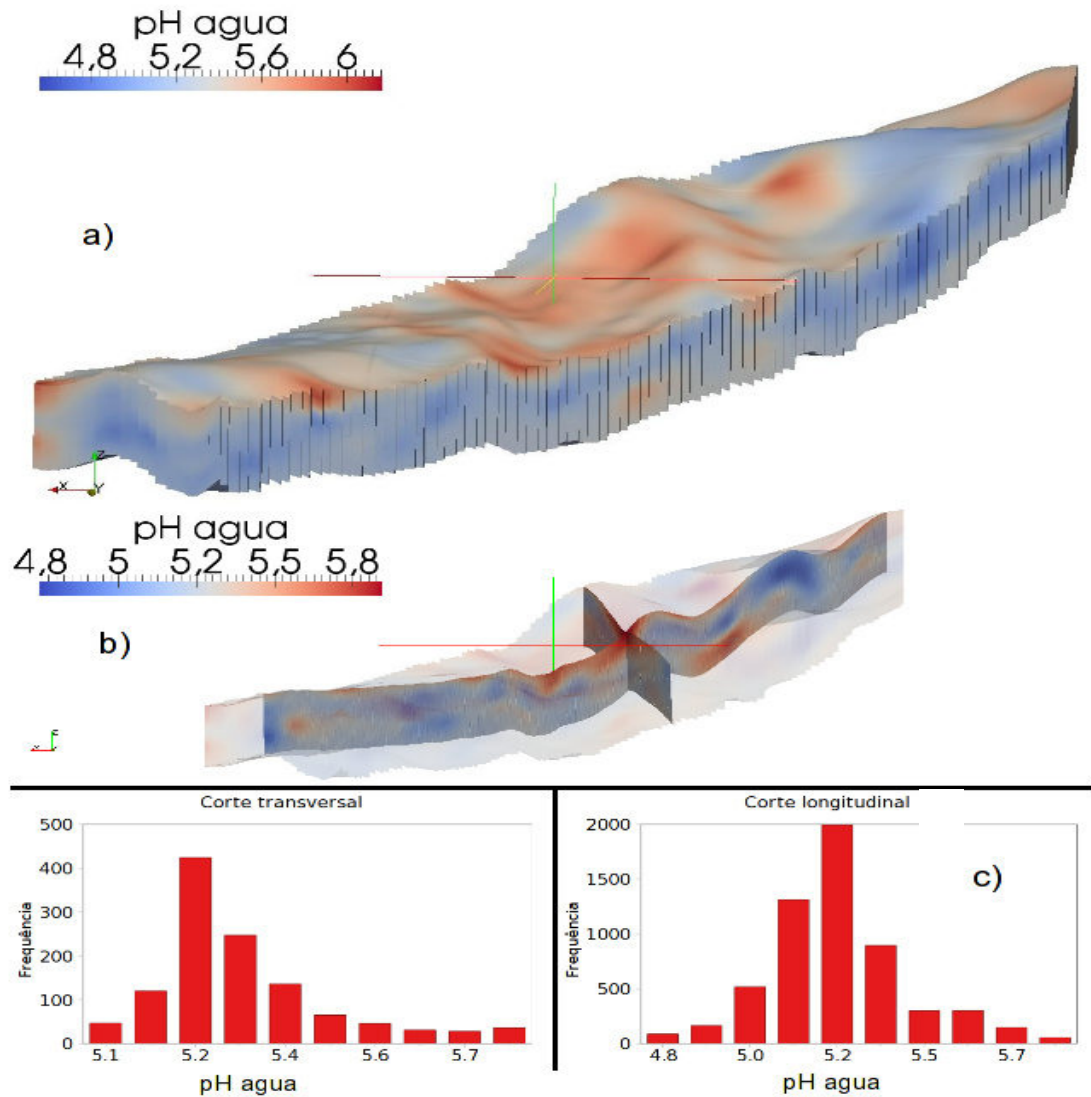 pH agua
4,8 5,2 5,6 6
a)
Z
X Y
pH agua
4,8 5 5,2 5,5 5,8
b)
Corte transversal
500
400
300
200
100
0
Frequência
5.1 5.2 5.4 5.6 5.7
pH agua
Corte longitudinal
c)
2000
1500
1000
500
0
Frequência
4.8 5.0 5.2 5.5 5.7
pH agua